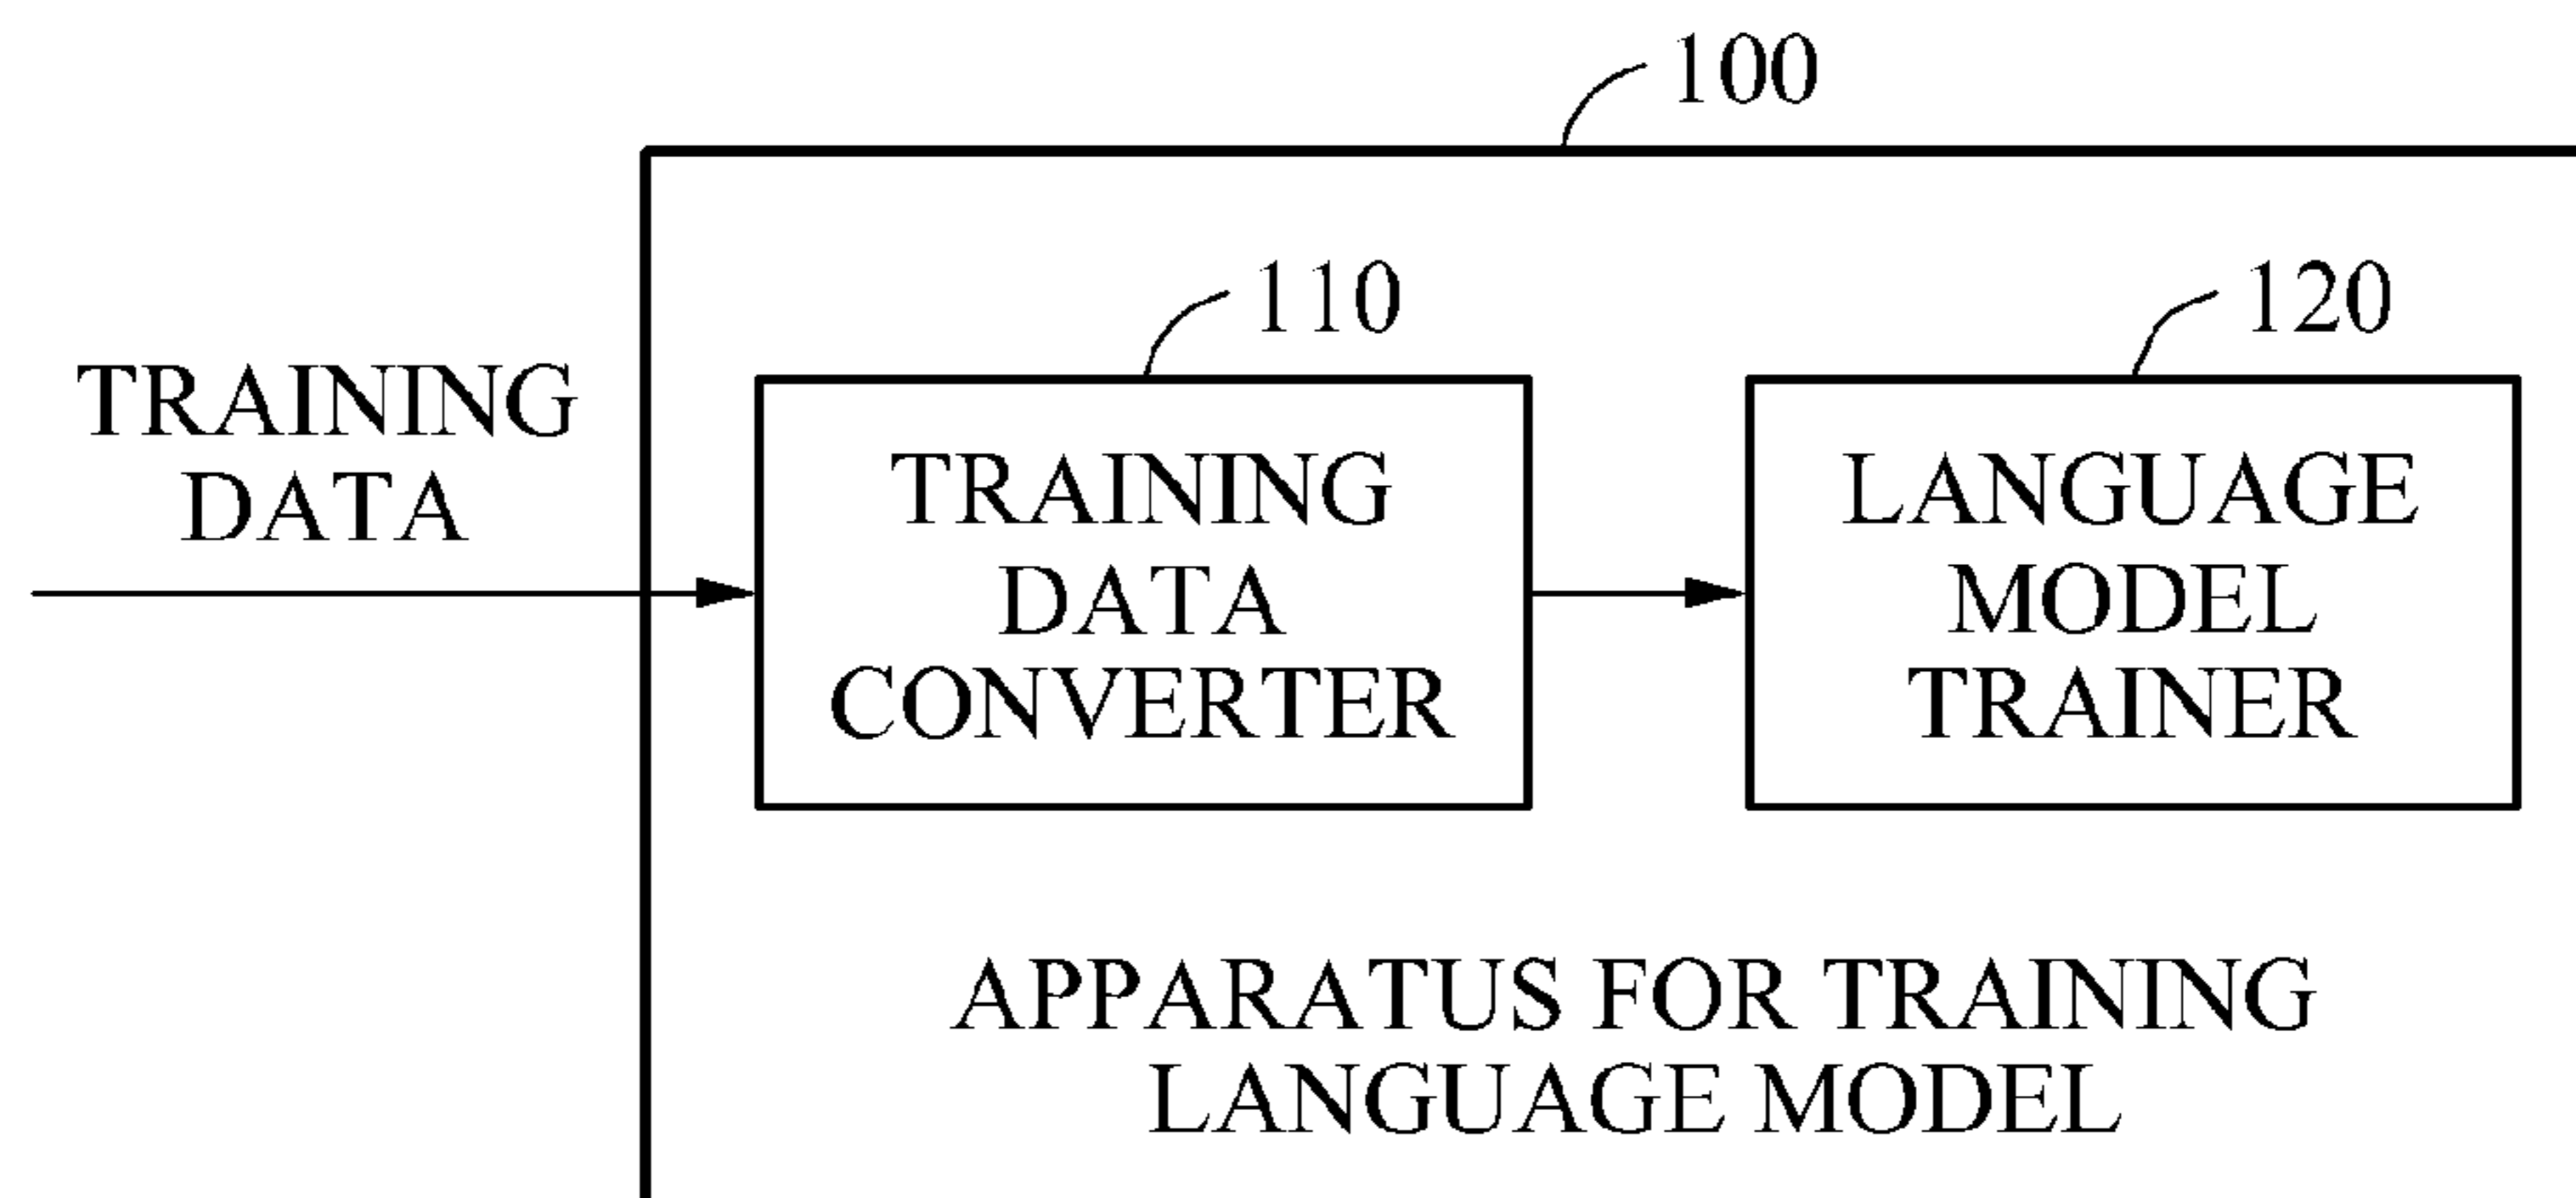 100
110
120
TRAINING
DATA
TRAINING
DATA
CONVERTER
LANGUAGE
MODEL
TRAINER
APPARATUS FOR TRAINING
LANGUAGE MODEL